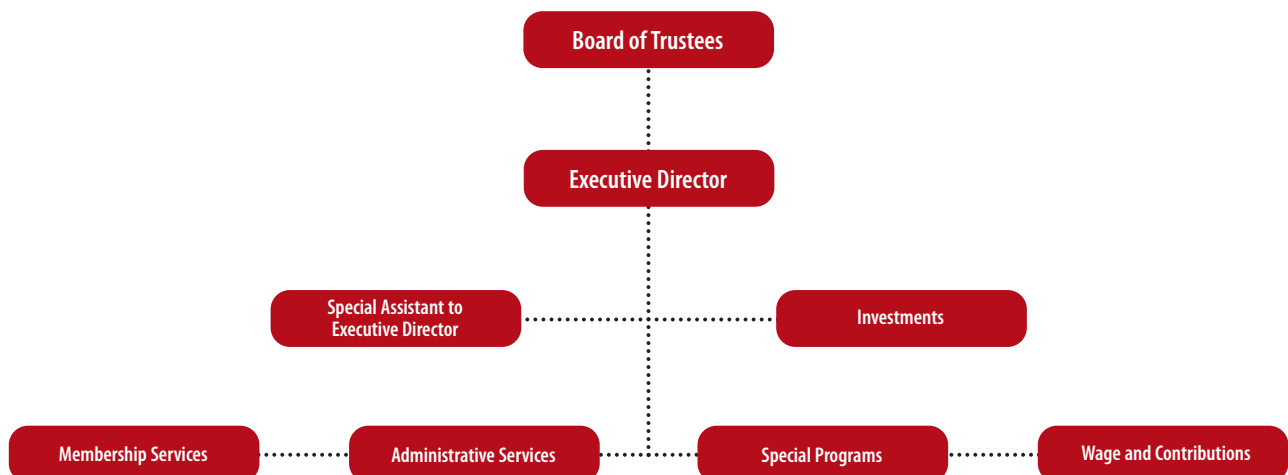 Board of Trustees
Executive Director
Special Assistant to
Executive Director
Investments
Membership Services
Administrative Services
Special Programs
Wage and Contributions